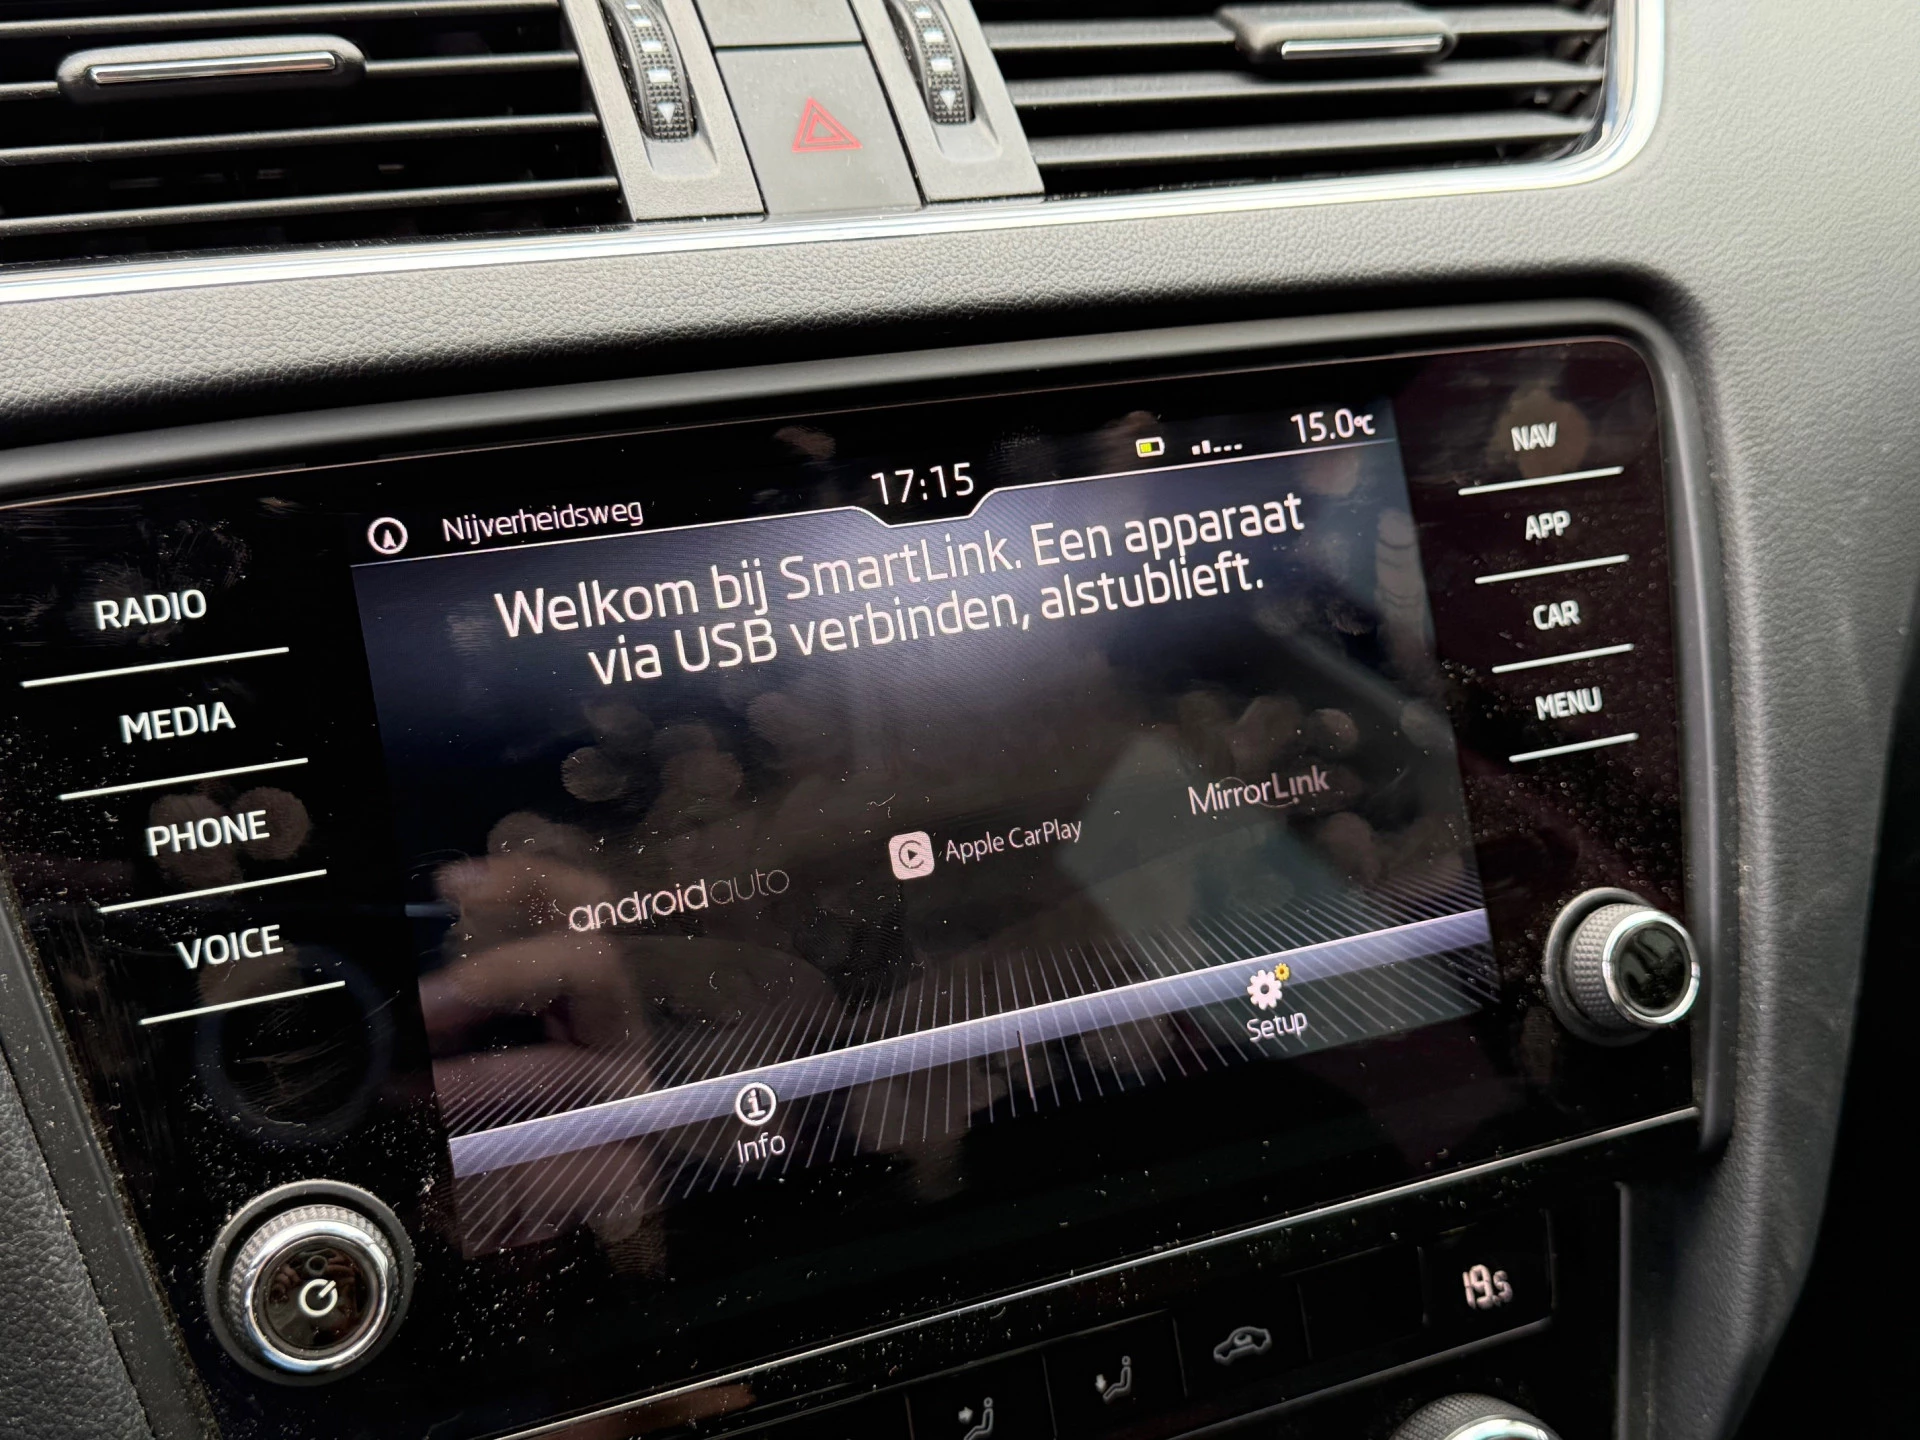 Nijverheidsweg
17:15
15.0°C
Welkom bij SmartLink. Een apparaat
via USB verbinden, alstublieft.
RADIO
MEDIA
PHONE
VOICE
NAV
APP
CAR
MENU
androidauto
Apple CarPlay
MirrorLink
Info
Setup
19.5